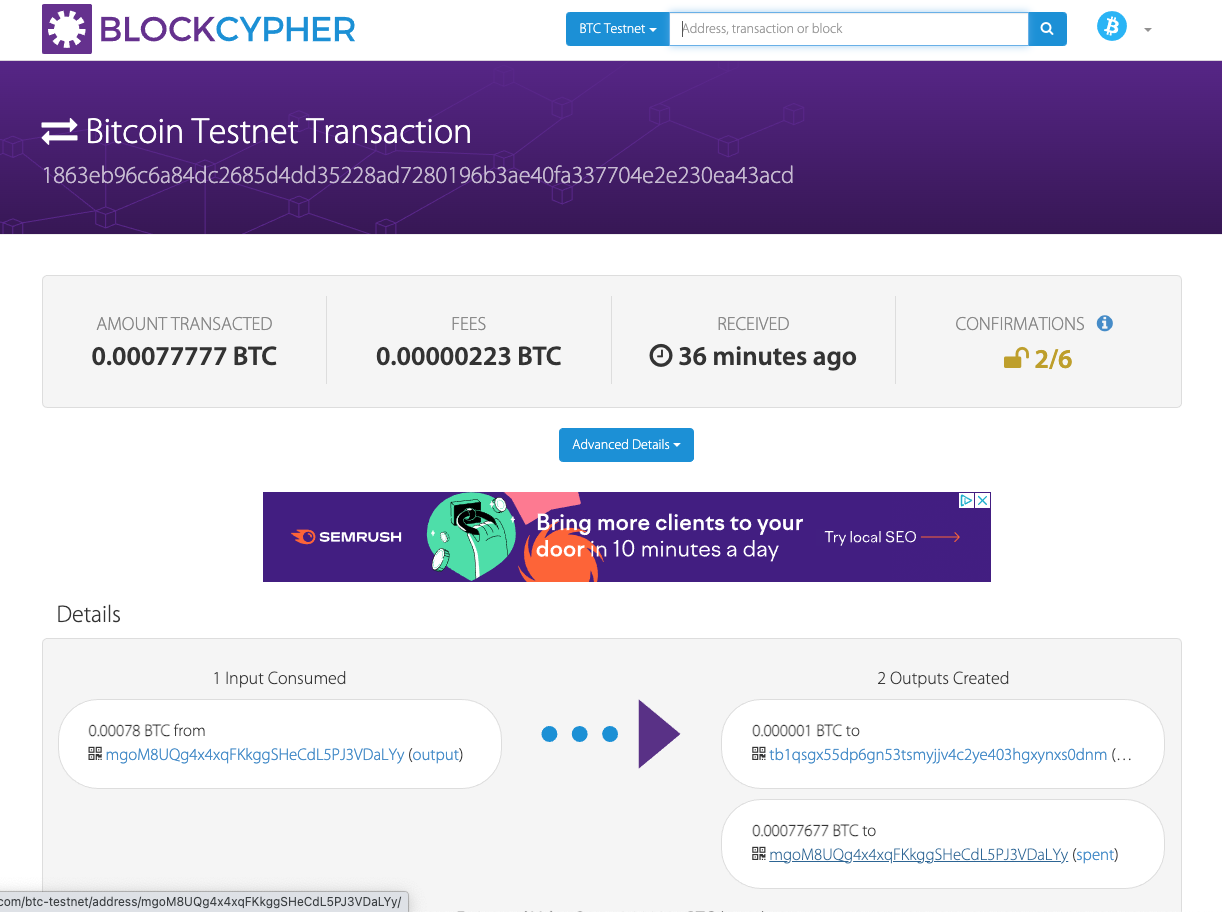 BLOCKCYPHER
BTC Testnet
Address, transaction or block
Bitcoin Testnet Transaction
1863eb96c6a84dc2685d4dd35228ad7280196b3ae40fa337704e2e230ea43acd
AMOUNT TRANSACTED
0.00077777 BTC
FEES
0.00000223 BTC
RECEIVED
36 minutes ago
CONFIRMATIONS
2/6
Advanced Details
SEMRUSH
Bring more clients to your
door in 10 minutes a day
Try local SEO
Details
1 Input Consumed
0.00078 BTC from
mgoM8UQg4x4xqFKkggSHeCdL5PJ3VDaLYy (output)
2 Outputs Created
0.000001 BTC to
tb1qsgx55dp6gn53tsmyjjv4c2ye403hgxynxs0dnm (…
0.00077677 BTC to
mgoM8UQg4x4xqFKkggSHeCdL5PJ3VDaLYy (spent)
com/btc-testnet/address/mgoM8UQg4x4xqFKkggSHeCdL5PJ3VDaLYy/